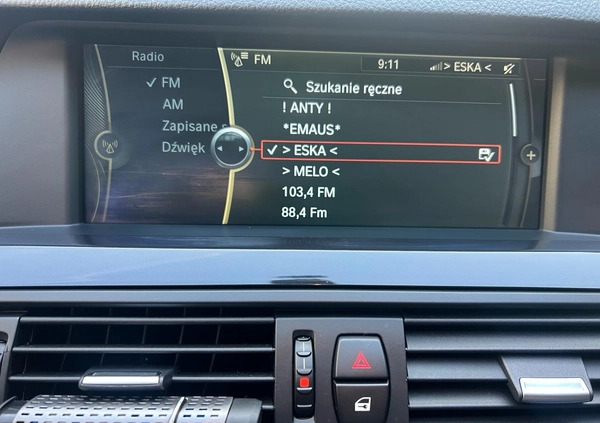 Radio
FM
AM
Zapisane
Dźwięk
FM
9:11
> ESKA <
Szukanie ręczne
! ANTY !
*EMAUS*
> ESKA <
> MELO <
103,4 FM
88,4 Fm